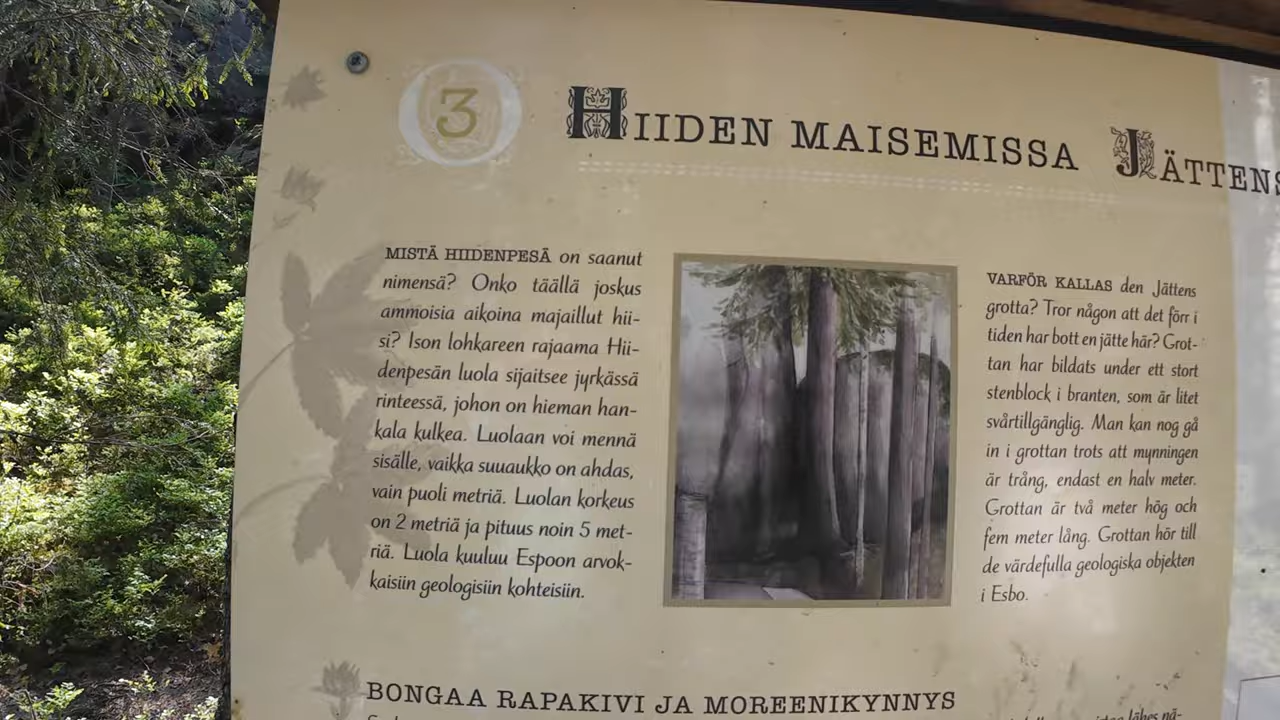 3
HIIDEN MAISEMISSA
MISTÄ HIIDENPESÄ on saanut
nimensä? Onko täällä joskus
ammoisia aikoina majaillut hii-
si? Ison lohkareen rajaama Hii-
denpesän luola sijaitsee jyrkässä
rinteessä, johon on hieman han-
kala kulkea. Luolaan voi mennä
sisälle, vaikka suuaukko on ahdas,
vain puoli metriä. Luolan korkeus
on 2 metriä ja pituus noin 5 met-
riä. Luola kuuluu Espoon arvok-
kaisiin geologisiin kohteisiin.
JÄTTENS
VARFÖR KALLAS den Jättens
grotta? Tror någon att det förr i
tiden har bott en jätte här? Grot-
tan har bildats under ett stort
stenblock i branten, som är litet
svårtillgänglig. Man kan nog gå
in i grottan trots att mynningen
är trång, endast en halv meter.
Grottan är två meter hög och
fem meter lång. Grottan hör till
de värdefulla geologiska objekten
i Esbo.
BONGAA RAPAKIVI JA MOREENIKYNNYS
lähes nä-